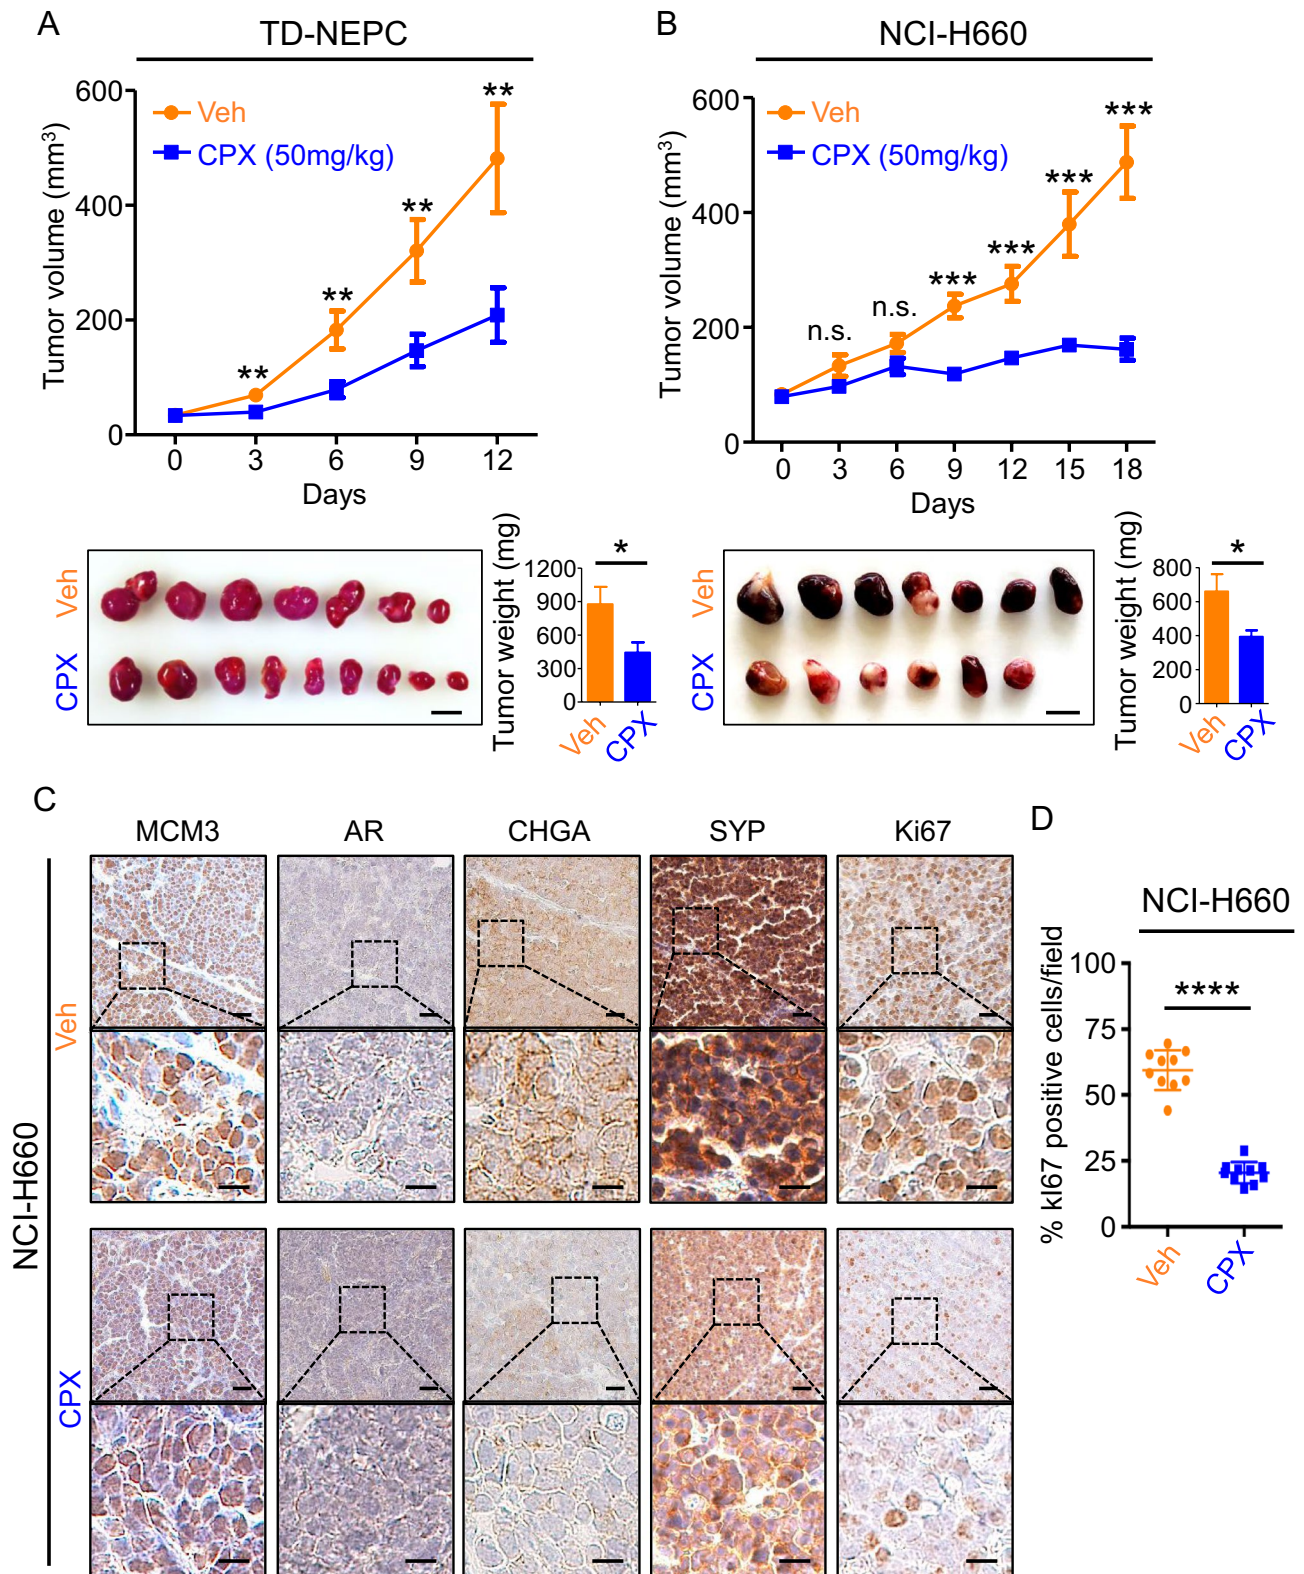 A
TD-NEPC
600
400
200
0
Tumor volume (mm³)
Veh
CPX (50mg/kg)
**
**
**
**
0 3 6 9 12
Days
Veh
CPX
Tumor weight (mg)
1200
900
600
300
0
*
Veh
CPX
B
NCI-H660
600
400
200
0
Tumor volume (mm³)
Veh
CPX (50mg/kg)
n.s.
n.s.
***
***
***
***
0 3 6 9 12 15 18
Days
Veh
CPX
Tumor weight (mg)
800
600
400
200
0
*
Veh
CPX
C
MCM3 AR CHGA SYP Ki67
NCI-H660
Veh
CPX
D
NCI-H660
% kI67 positive cells/field
100
75
50
25
0
****
Veh
CPX